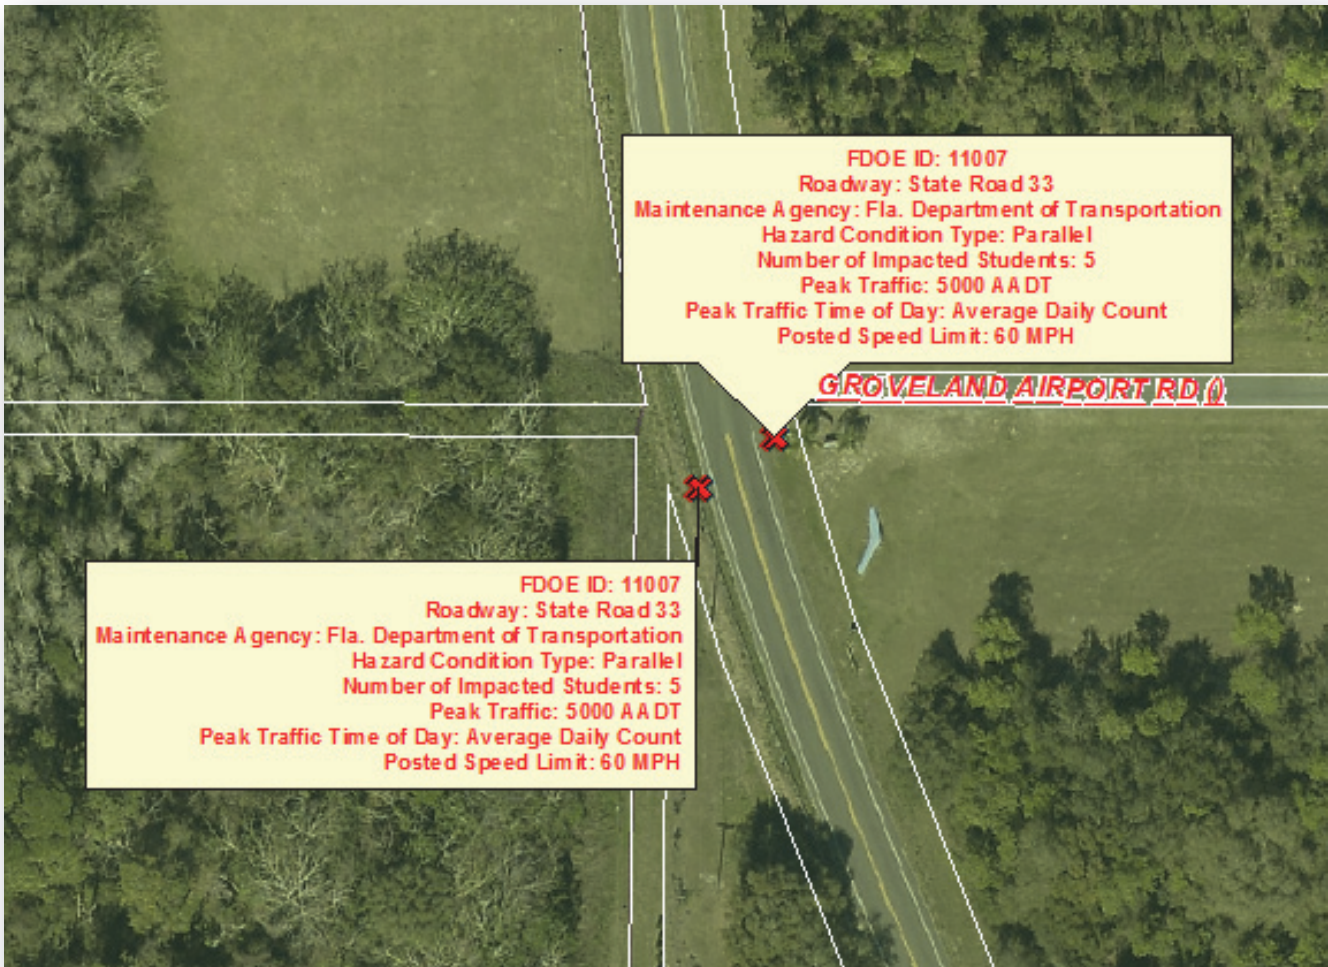 FDOE ID: 11007
Roadway: State Road 33
Maintenance Agency: Fla. Department of Transportation
Hazard Condition Type: Parallel
Number of Impacted Students: 5
Peak Traffic: 5000 AADT
Peak Traffic Time of Day: Average Daily Count
Posted Speed Limit: 60 MPH
GROVELAND AIRPORT RD ()
FDOE ID: 11007
Roadway: State Road 33
Maintenance Agency: Fla. Department of Transportation
Hazard Condition Type: Parallel
Number of Impacted Students: 5
Peak Traffic: 5000 AADT
Peak Traffic Time of Day: Average Daily Count
Posted Speed Limit: 60 MPH